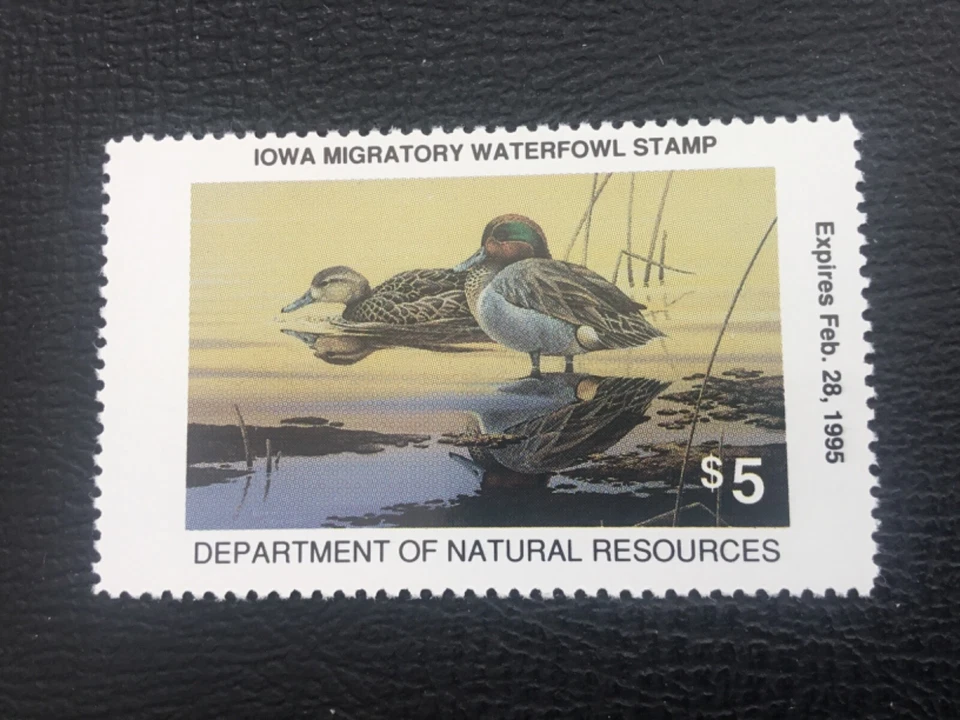 IOWA MIGRATORY WATERFOWL STAMP
Expires Feb. 28, 1995
$5
DEPARTMENT OF NATURAL RESOURCES